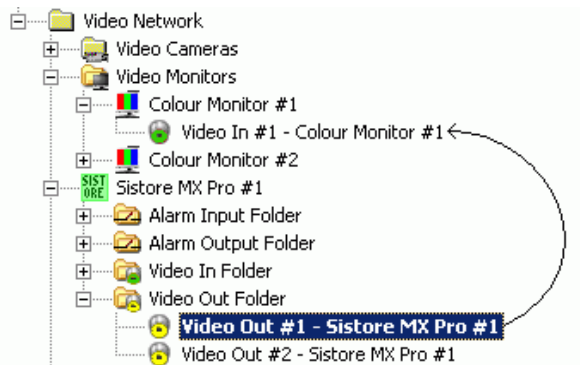 Video Network
Video Cameras
Video Monitors
Colour Monitor #1
Video In #1 - Colour Monitor #1
Colour Monitor #2
SIST
ORE Sistore MX Pro #1
Alarm Input Folder
Alarm Output Folder
Video In Folder
Video Out Folder
Video Out #1 - Sistore MX Pro #1
Video Out #2 - Sistore MX Pro #1